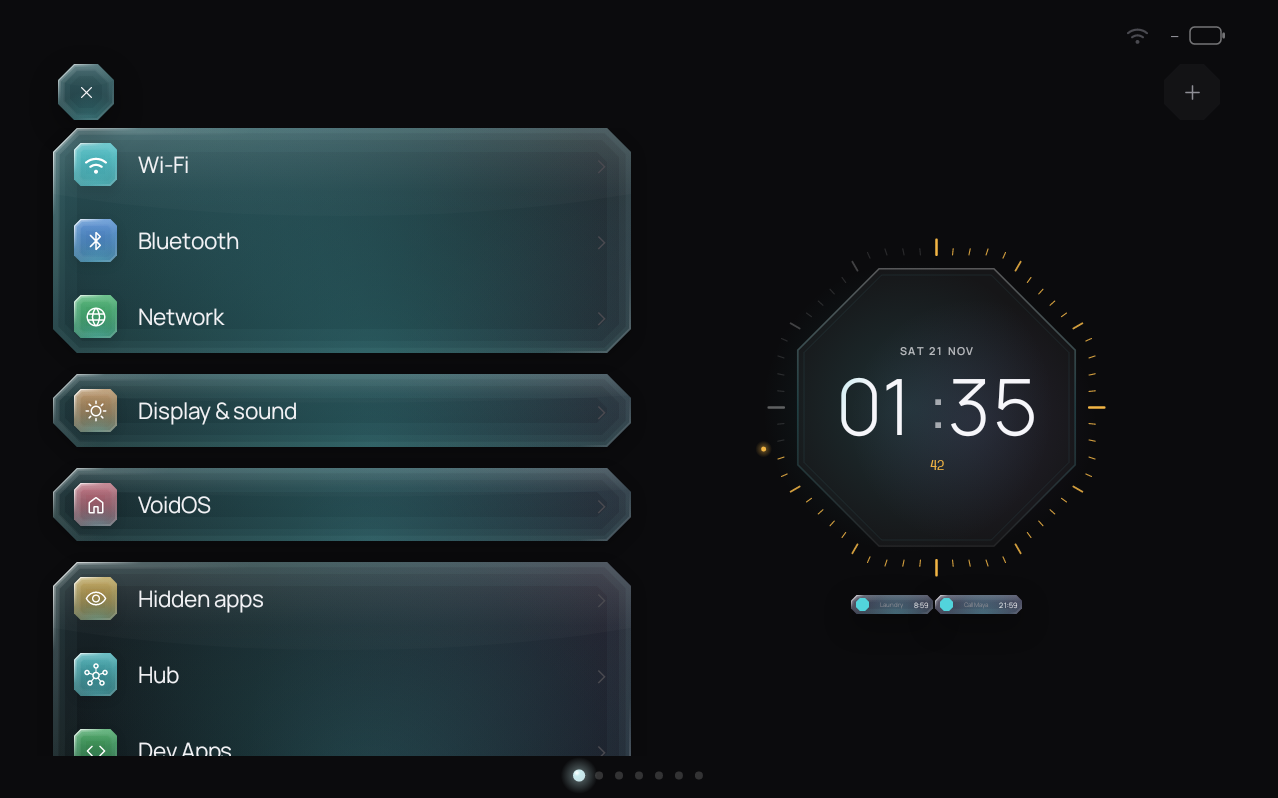 Wi-Fi
Bluetooth
Network
Display & sound
VoidOS
Hidden apps
Hub
Dev Apps
SAT 21 NOV
01:35
42
Laundry 8:59
21:59